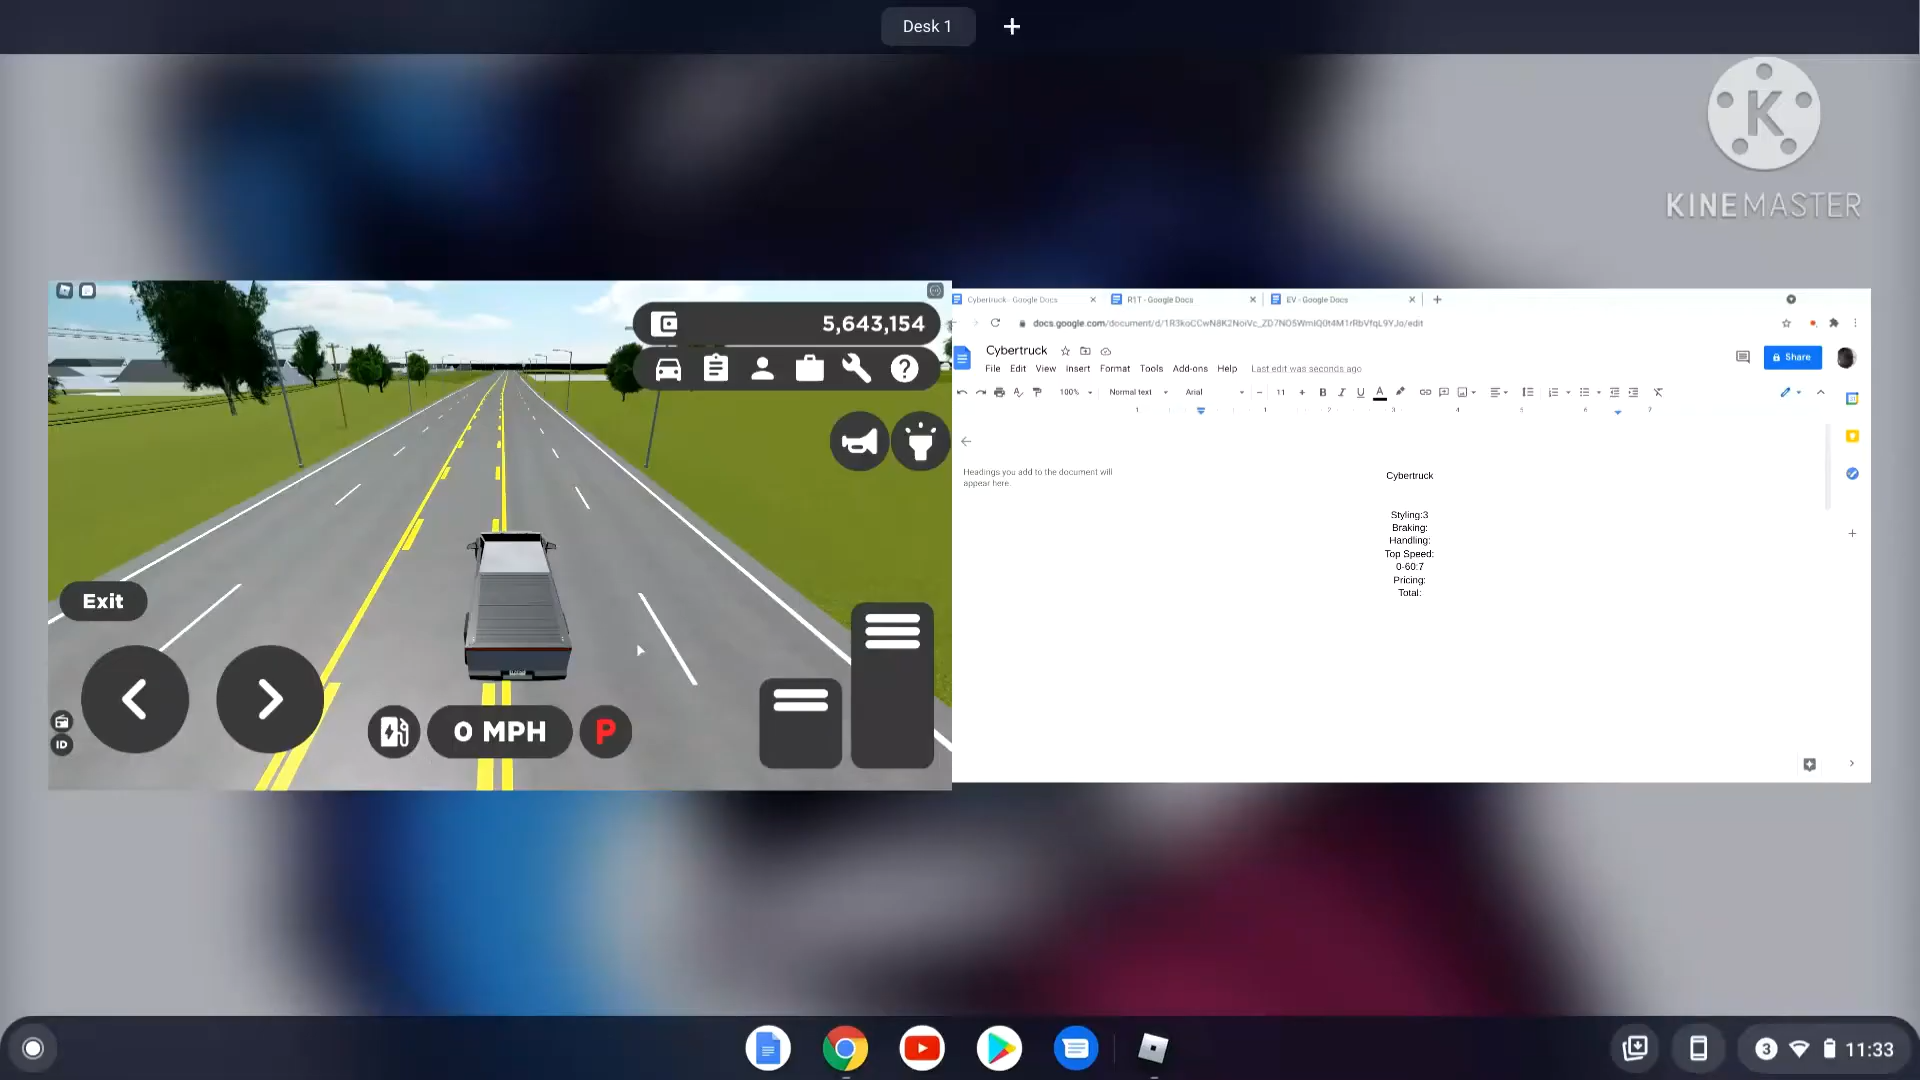 Desk 1
KINEMASTER
5,643,154
Exit
0 MPH
P
ID
Cybertruck - Google Docs
R1T - Google Docs
EV - Google Docs
Cybertruck
File Edit View Insert Format Tools Add-ons Help Last edit was seconds ago
Share
100% Normal text Arial 11 B I U A
Headings you add to the document will
appear here.
Cybertruck
Styling:3
Braking:
Handling:
Top Speed:
0-60:7
Pricing:
Total:
3 11:33